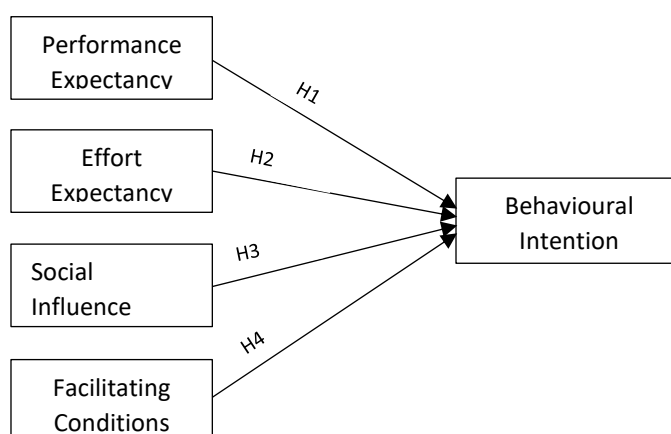 Performance
Expectancy
H1
Effort
Expectancy
H2
Behavioural
Intention
Social
Influence
H3
Facilitating
Conditions
H4